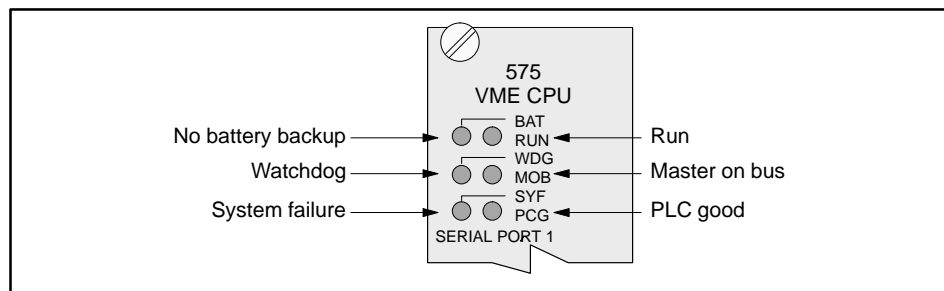 575
VME CPU
BAT
No battery backup
RUN
Run
WDG
Watchdog
MOB
Master on bus
SYF
System failure
PCG
PLC good
SERIAL PORT 1